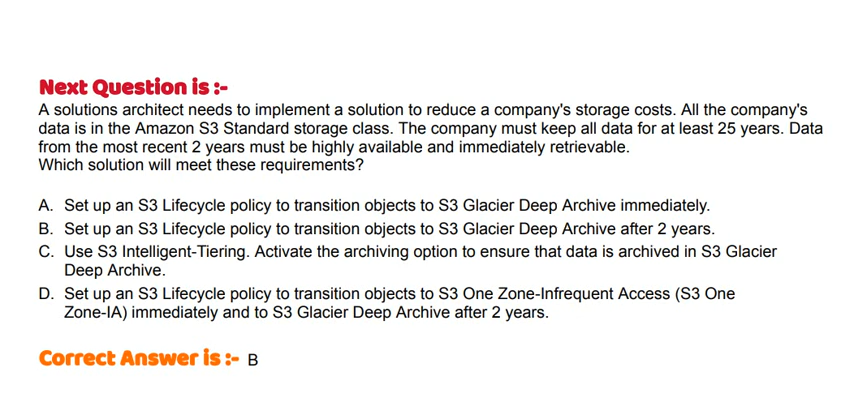 Next Question is :-
A solutions architect needs to implement a solution to reduce a company's storage costs. All the company's
data is in the Amazon S3 Standard storage class. The company must keep all data for at least 25 years. Data
from the most recent 2 years must be highly available and immediately retrievable.
Which solution will meet these requirements?
A. Set up an S3 Lifecycle policy to transition objects to S3 Glacier Deep Archive immediately.
B. Set up an S3 Lifecycle policy to transition objects to S3 Glacier Deep Archive after 2 years.
C. Use S3 Intelligent-Tiering. Activate the archiving option to ensure that data is archived in S3 Glacier
Deep Archive.
D. Set up an S3 Lifecycle policy to transition objects to S3 One Zone-Infrequent Access (S3 One
Zone-IA) immediately and to S3 Glacier Deep Archive after 2 years.
Correct Answer is :- B